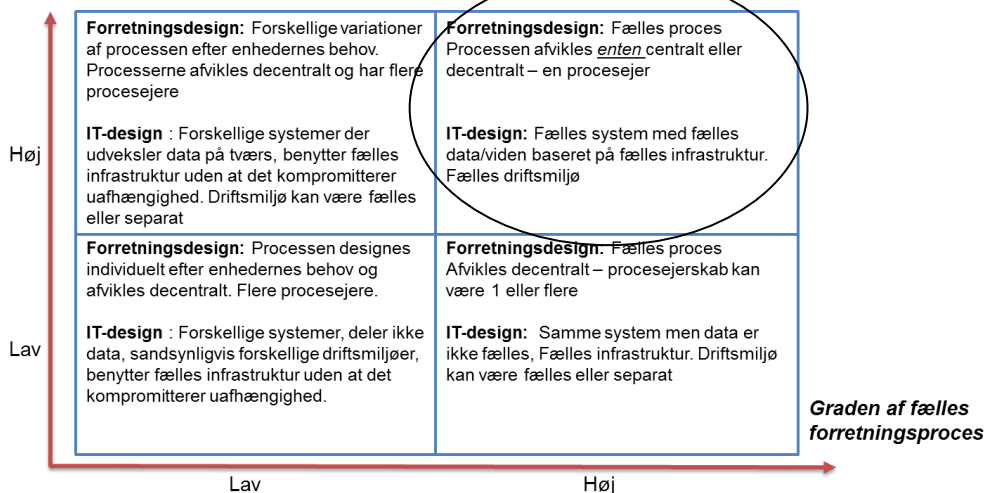 Forretningsdesign: Forskellige variationer
af processen efter enhedernes behov.
Processerne afvikles decentralt og har flere
procesejere
IT-design : Forskellige systemer der
udveksler data på tværs, benytter fælles
infrastruktur uden at det kompromitterer
uafhængighed. Driftsmiljø kan være fælles
eller separat
Forretningsdesign: Fælles proces
Processen afvikles enten centralt eller
decentralt – en procesejer
IT-design: Fælles system med fælles
data/viden baseret på fælles infrastruktur.
Fælles driftsmiljø
Høj
Forretningsdesign: Processen designes
individuelt efter enhedernes behov og
afvikles decentralt. Flere procesejere.
IT-design : Forskellige systemer, deler ikke
data, sandsynligvis forskellige driftsmiljøer,
benytter fælles infrastruktur uden at det
kompromitterer uafhængighed.
Forretningsdesign: Fælles proces
Afvikles decentralt – procesejerskab kan
være 1 eller flere
IT-design: Samme system men data er
ikke fælles, Fælles infrastruktur. Driftsmiljø
kan være fælles eller separat
Lav
Graden af fælles
forretningsproces
Lav
Høj